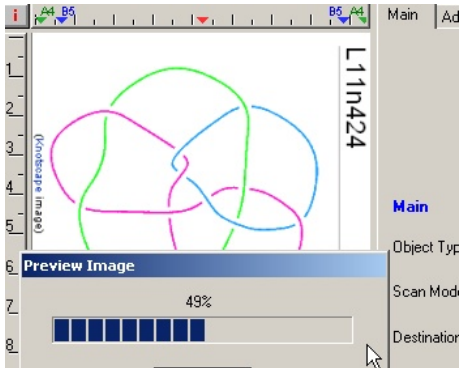 i
A4 B5
B5 A4
Main Ad
1
2
3
4
5
6
7
8
L11n424
(Knotscape image)
Main
Object Typ
Scan Mode
Destination
Preview Image
49%